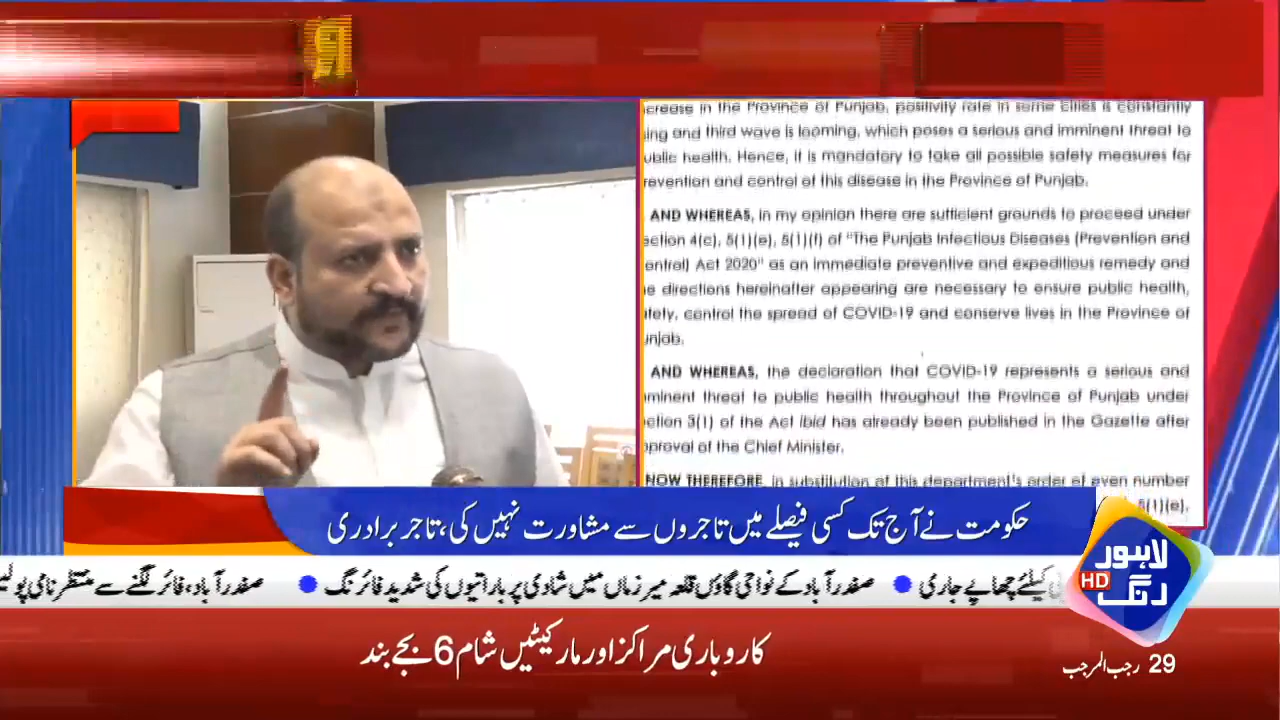 crease in the Province of Punjab, positivity rate in some cities is constantly
ing and third wave is looming, which poses a serious and imminent threat to
ublic health. Hence, it is mandatory to take all possible safety measures for
revention and control of this disease in the Province of Punjab.
AND WHEREAS, in my opinion there are sufficient grounds to proceed under
ection 4(c), 5(1)(e), 5(1)(f) of "The Punjab Infectious Diseases (Prevention and
ontrol) Act 2020" as an immediate preventive and expeditious remedy and
e directions hereinafter appearing are necessary to ensure public health,
afety, control the spread of COVID-19 and conserve lives in the Province of
unjab.
AND WHEREAS, the declaration that COVID-19 represents a serious and
mminent threat to public health throughout the Province of Punjab under
ection 3(1) of the Act ibid has already been published in the Gazette after
pproval of the Chief Minister.
NOW THEREFORE, in substitution of this department's order of even number
5(1)(e),
حکومت نے آج تک کسی فیصلے میں تاجروں سے مشاورت نہیں کی، تاجر برادری
لاہور
رنگ
HD
کیلئے چھاپے جاری ● صفدرآباد کے نواحی گاؤں قلعہ میر زماں میں شادی پر باراتیوں کی شدید فائرنگ ● صفدرآباد، فائر لگنے سے منتظر نامی پولیس
کاروباری مراکز اور مارکیٹیں شام 6 بجے بند
29 رجب المرجب